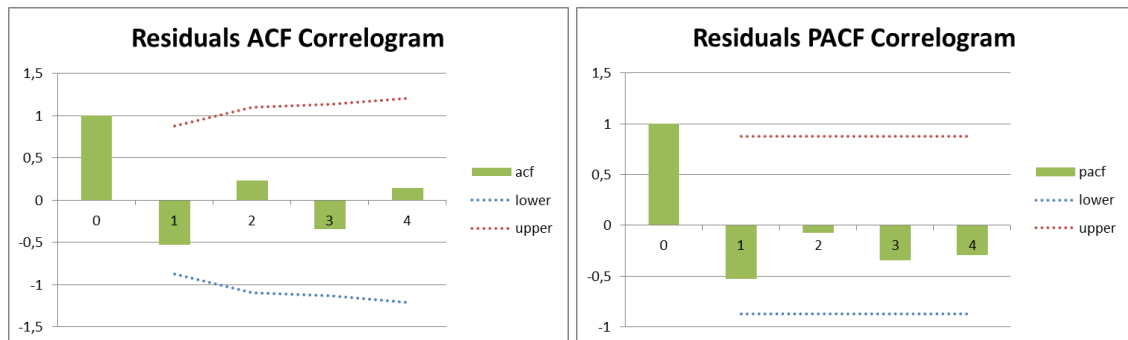 Residuals ACF Correlogram
1,5
1
0,5
0
-0,5
-1
-1,5
0 1 2 3 4
acf
lower
upper
Residuals PACF Correlogram
1,5
1
0,5
0
-0,5
-1
0 1 2 3 4
pacf
lower
upper